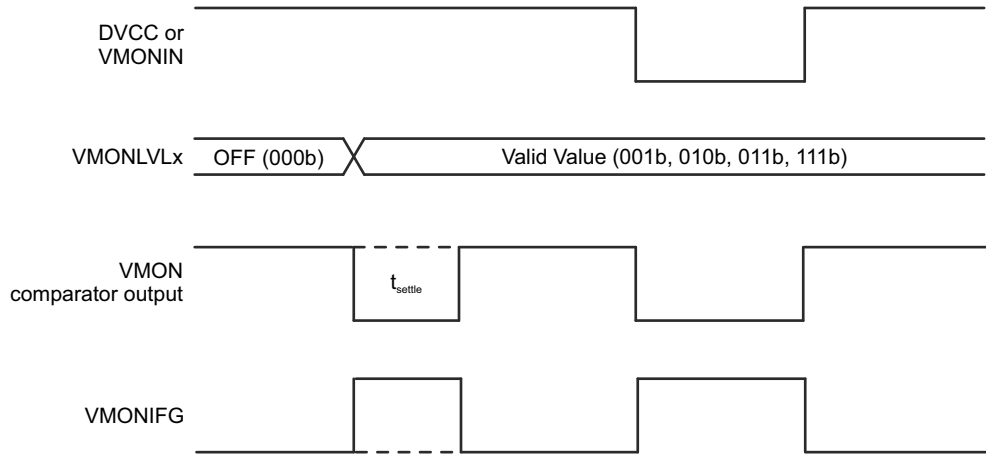 DVCC or
VMONIN
VMONLVLx
OFF (000b)
Valid Value (001b, 010b, 011b, 111b)
VMON
comparator output
tsettle
VMONIFG